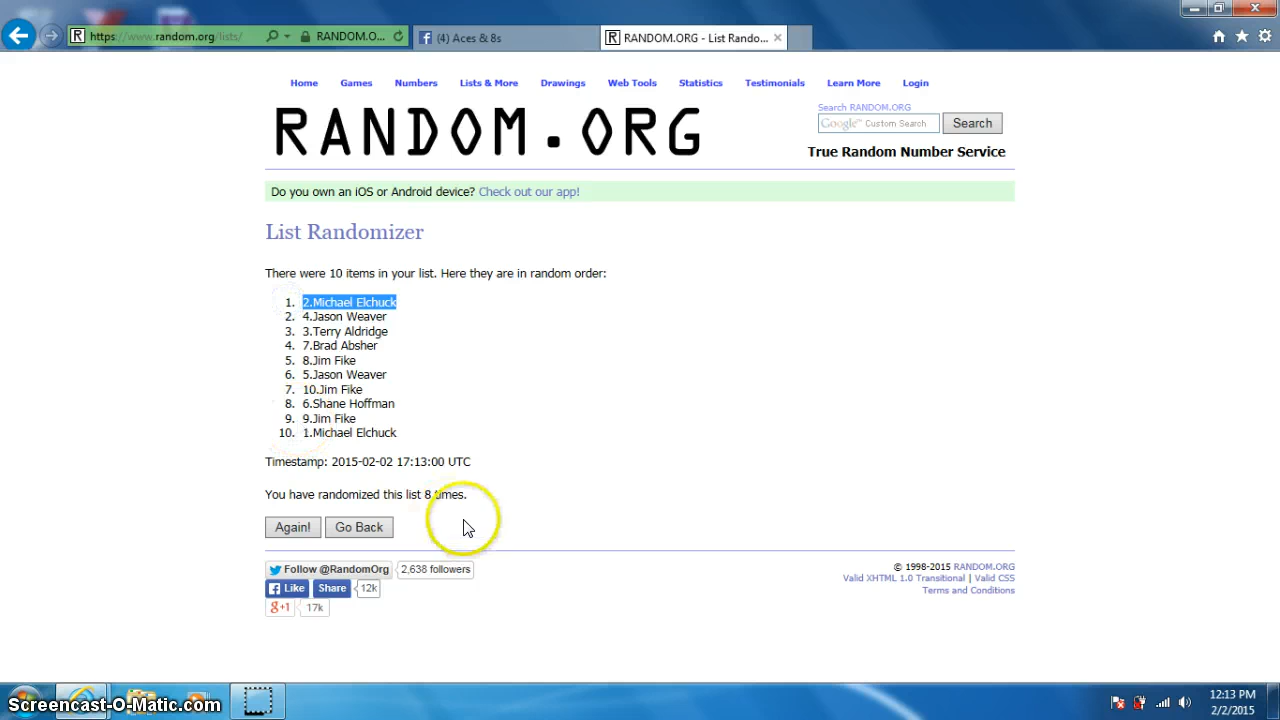 https://www.random.org/lists/
RANDOM.O...
(4) Aces & 8s
RANDOM.ORG - List Rando...
Home Games Numbers Lists & More Drawings Web Tools Statistics Testimonials Learn More Login
RANDOM.ORG
Search RANDOM.ORG
Google™ Custom Search Search
True Random Number Service
Do you own an iOS or Android device? Check out our app!
List Randomizer
There were 10 items in your list. Here they are in random order:
1. 2.Michael Elchuck
2. 4.Jason Weaver
3. 3.Terry Aldridge
4. 7.Brad Absher
5. 8.Jim Fike
6. 5.Jason Weaver
7. 10.Jim Fike
8. 6.Shane Hoffman
9. 9.Jim Fike
10. 1.Michael Elchuck
Timestamp: 2015-02-02 17:13:00 UTC
You have randomized this list 8 times.
Again! Go Back
Follow @RandomOrg 2,638 followers
Like Share 12k
g+1 17k
© 1998-2015 RANDOM.ORG
Valid XHTML 1.0 Transitional | Valid CSS
Terms and Conditions
Screencast-O-Matic.com
12:13 PM
2/2/2015